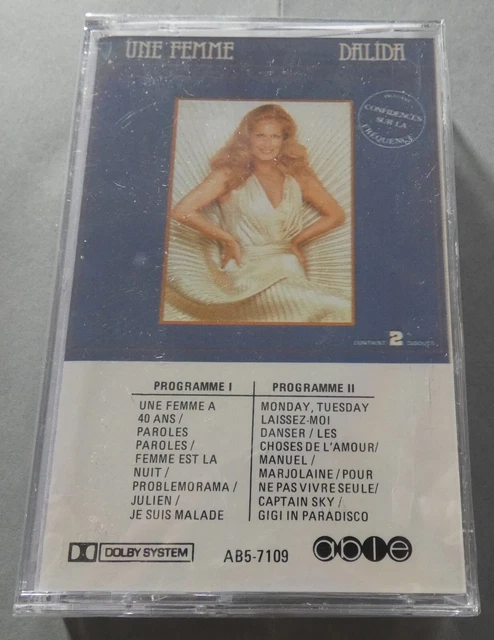 UNE FEMME DALIDA
CONFIDENCES
SUR LA
FRÉQUENCE
CONTIENT 2 DISQUES
PROGRAMME I
UNE FEMME A
40 ANS /
PAROLES
PAROLES /
FEMME EST LA
NUIT /
PROBLEMORAMA /
JULIEN /
JE SUIS MALADE
PROGRAMME II
MONDAY, TUESDAY
LAISSEZ-MOI
DANSER / LES
CHOSES DE L'AMOUR/
MANUEL /
MARJOLAINE / POUR
NE PAS VIVRE SEULE/
CAPTAIN SKY /
GIGI IN PARADISCO
DOLBY SYSTEM
AB5-7109
able